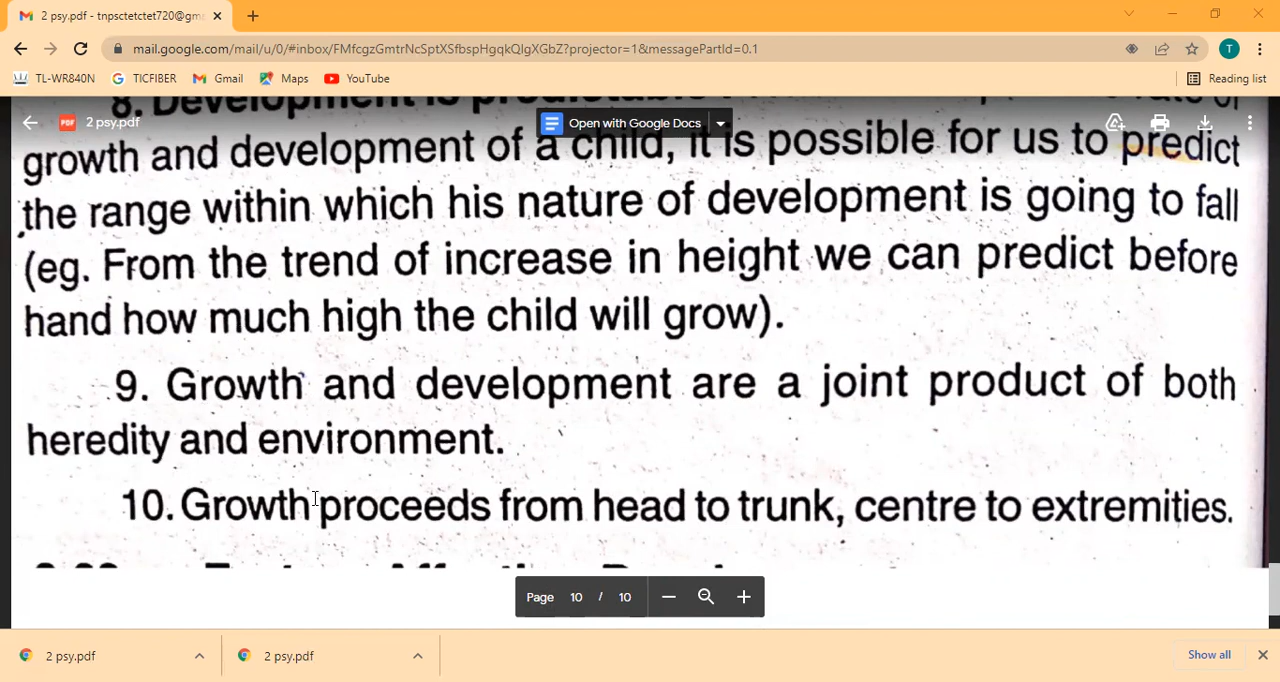 2 psy.pdf - tnpsctetctet720@gm
mail.google.com/mail/u/0/#inbox/FMfcgzGmtrNcSptXSfbspHgqkQlgXGbZ?projector=1&messagePartId=0.1
T
TL-WR840N TICFIBER Gmail Maps YouTube Reading list
8. Development is
PDF 2 psy.pdf Open with Google Docs
growth and development of a child, it is possible for us to predict
the range within which his nature of development is going to fall
(eg. From the trend of increase in height we can predict before
hand how much high the child will grow).
9. Growth and development are a joint product of both
heredity and environment.
10. Growth proceeds from head to trunk, centre to extremities.
Page 10 / 10
2 psy.pdf 2 psy.pdf Show all